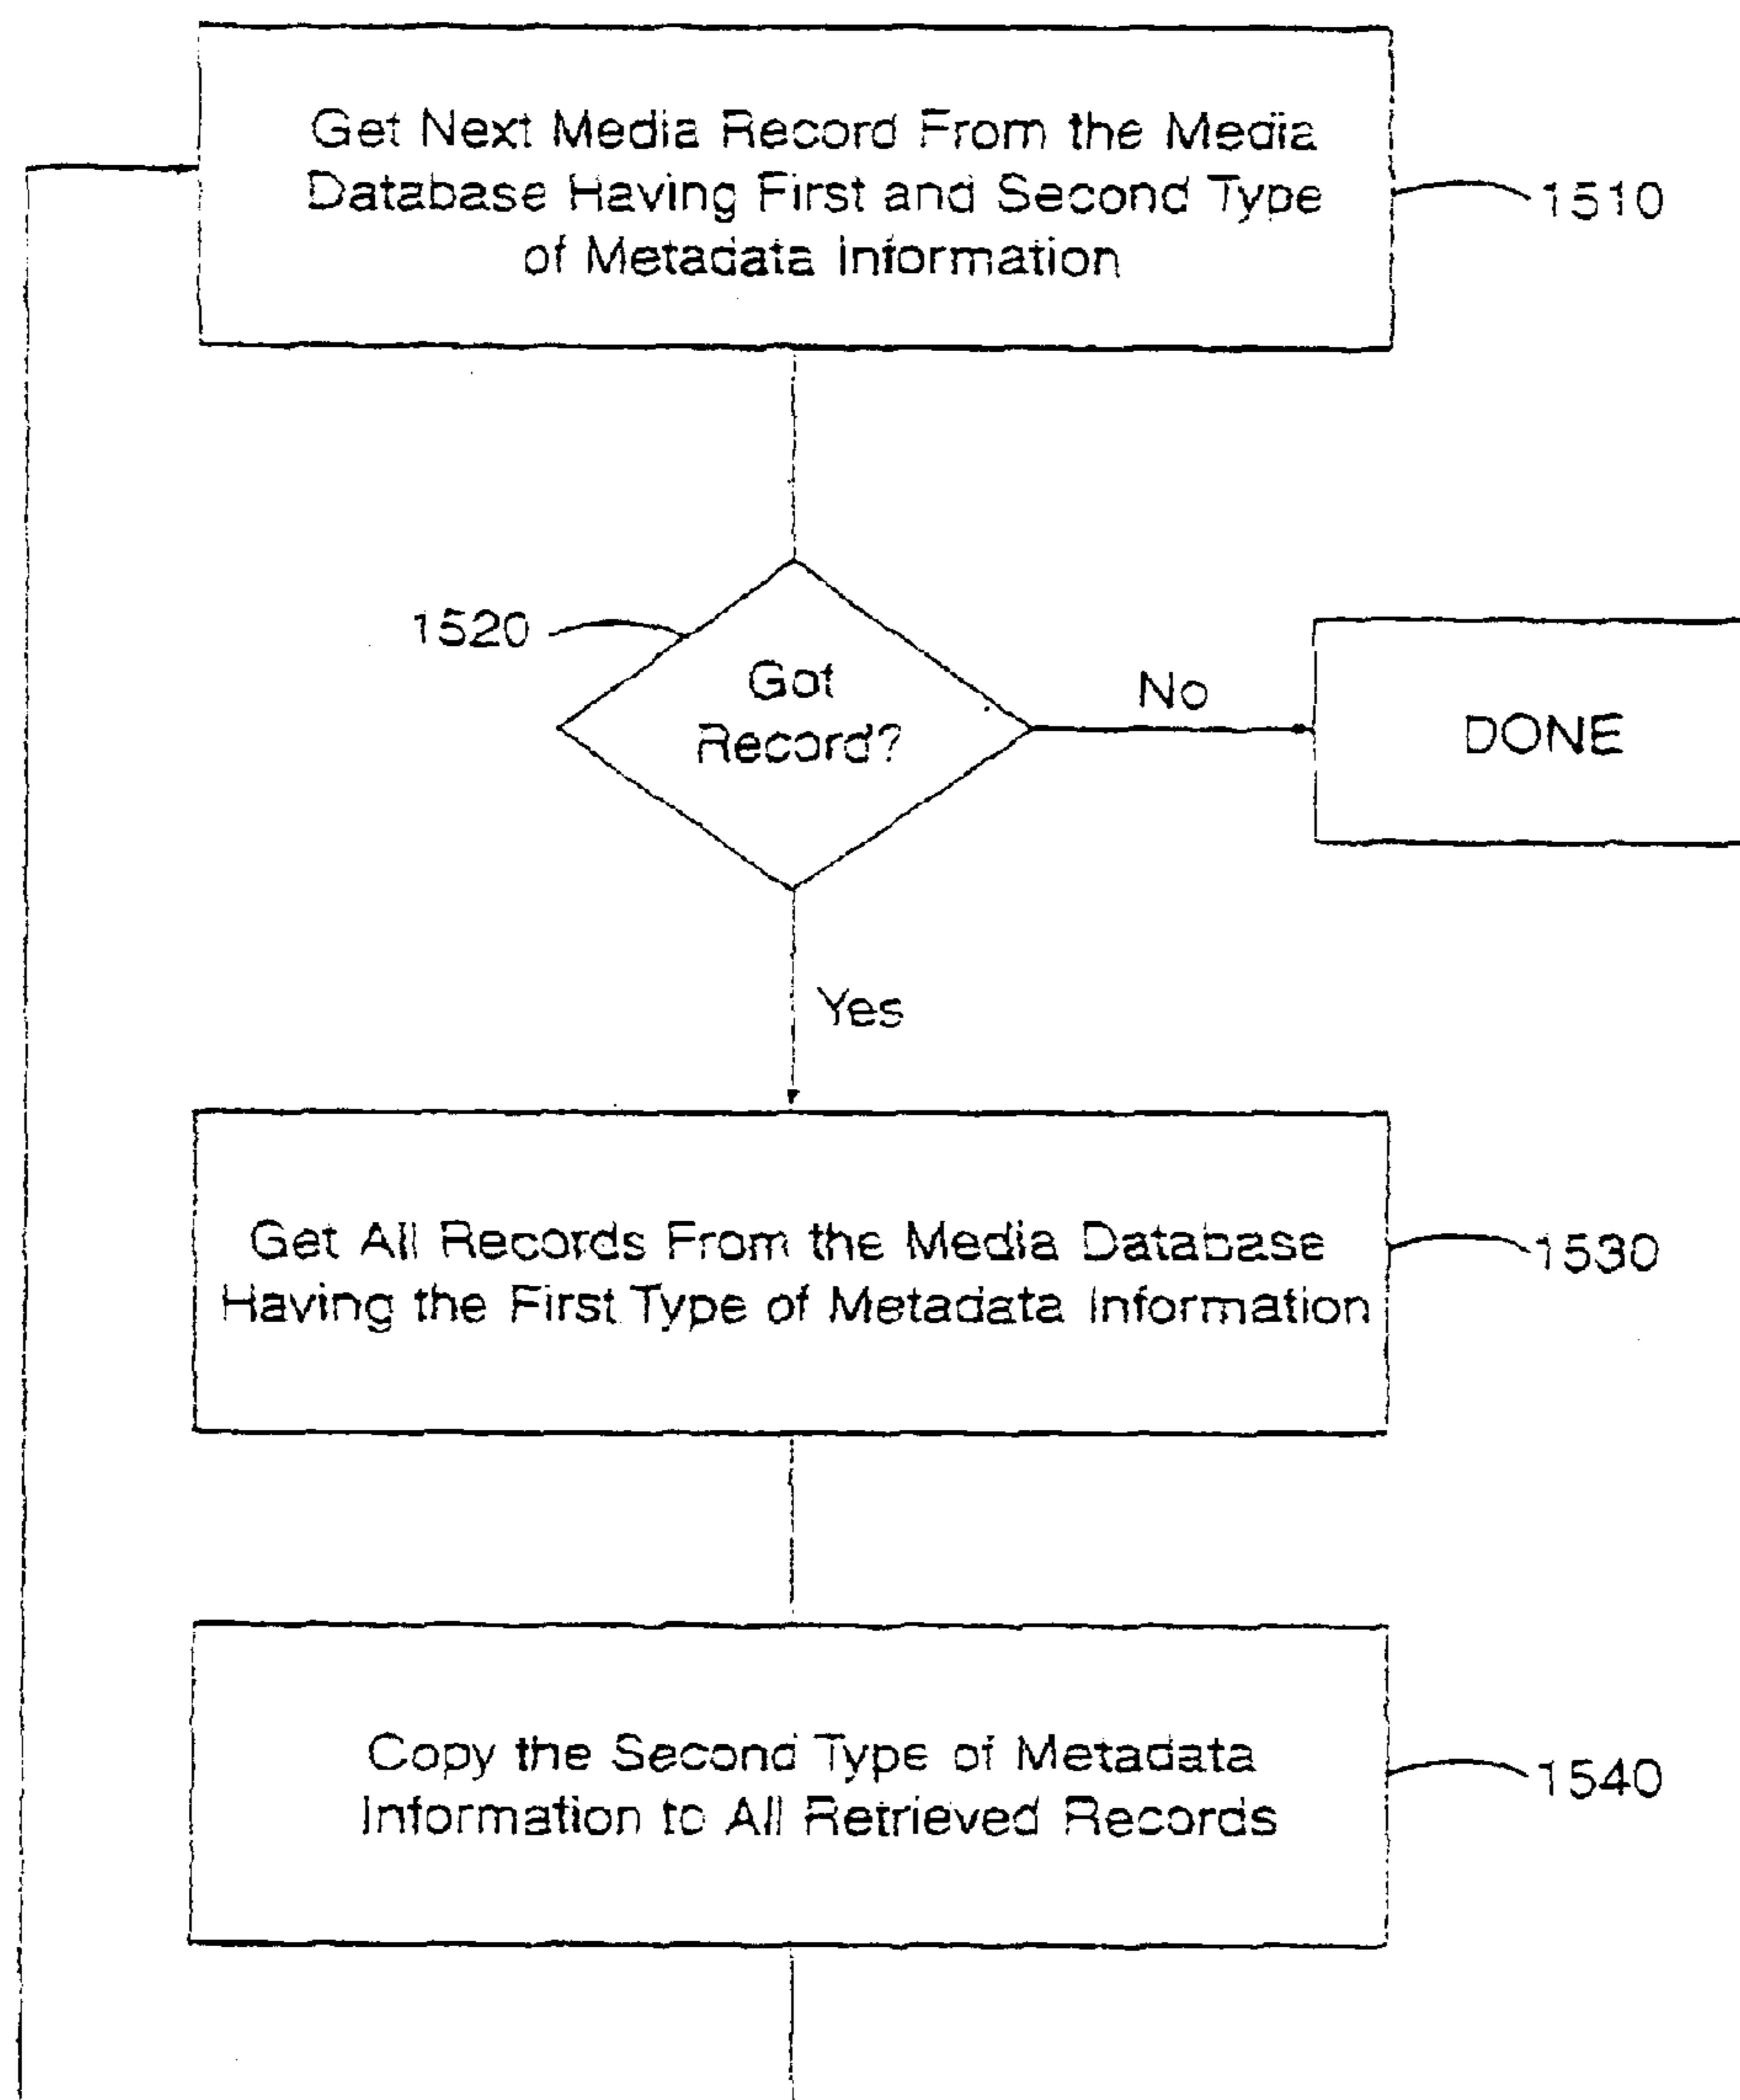 Get Next Media Record From the Media
Database Having First and Second Type
of Metadata Information
1510
1520
Got
Record?
No
DONE
Yes
Get All Records From the Media Database
Having the First Type of Metadata Information
1530
Copy the Second Type of Metadata
Information to All Retrieved Records
1540